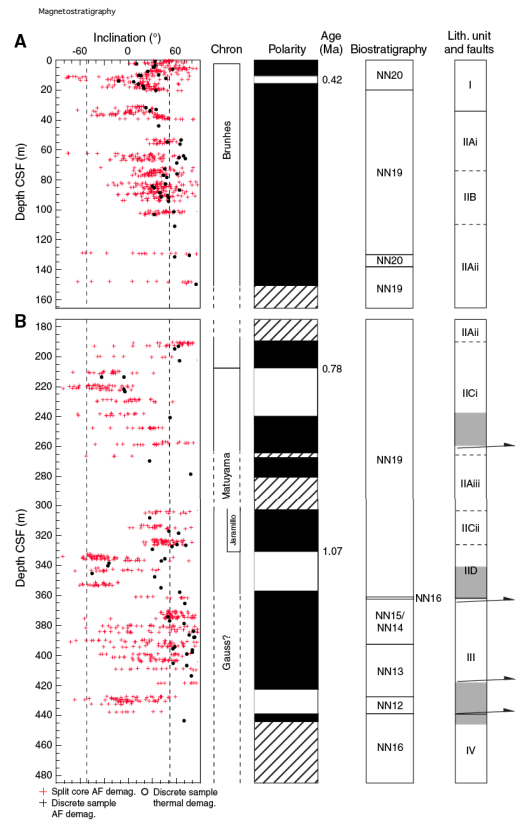 Magnetostratigraphy
A
Inclination (°)
-60 0 60
Chron
Polarity
Age (Ma)
Biostratigraphy
Lith. unit and faults
Depth CSF (m)
0
20
40
60
80
100
120
140
160
Brunhes
0.42
NN20
NN19
NN20
NN19
I
IIAi
IIB
IIAii
B
Depth CSF (m)
180
200
220
240
260
280
300
320
340
360
380
400
420
440
460
480
Matuyama
Jaramillo
Gauss?
0.78
1.07
NN19
NN16
NN15/
NN14
NN13
NN12
NN16
IIAii
IICi
IIAiii
IICii
IID
III
IV
+ Split core AF demag.
+ Discrete sample AF demag.
O Discrete sample thermal demag.